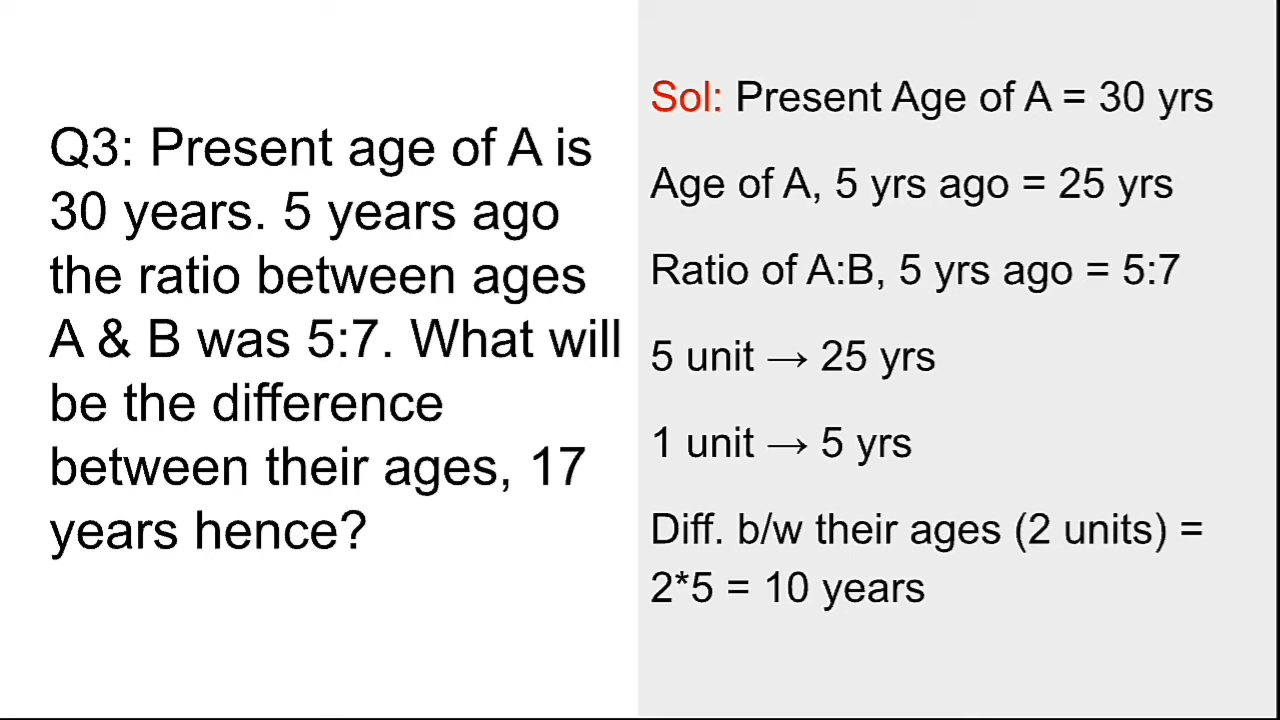 Q3: Present age of A is
30 years. 5 years ago
the ratio between ages
A & B was 5:7. What will
be the difference
between their ages, 17
years hence?
Sol: Present Age of A = 30 yrs
Age of A, 5 yrs ago = 25 yrs
Ratio of A:B, 5 yrs ago = 5:7
5 unit → 25 yrs
1 unit → 5 yrs
Diff. b/w their ages (2 units) =
2*5 = 10 years